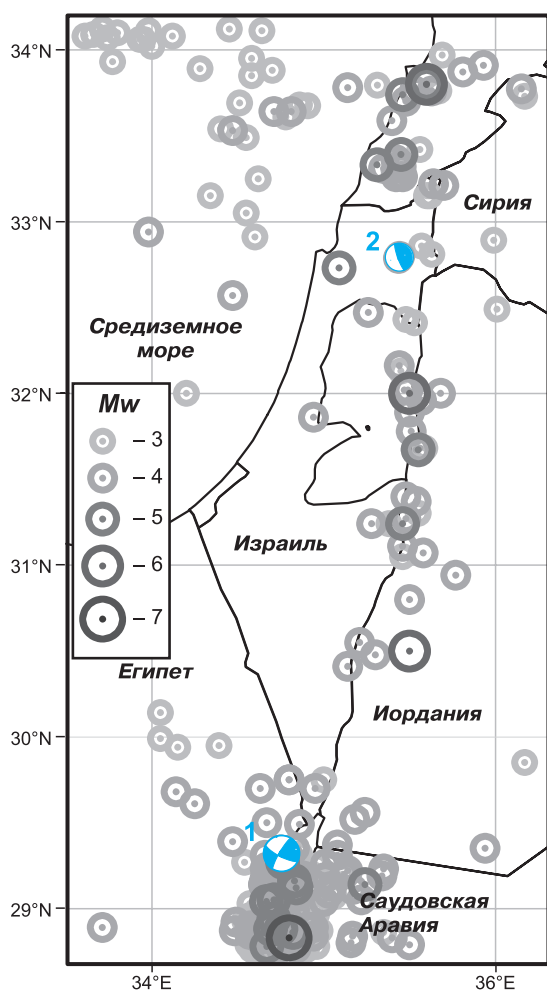 34°N
33°N
2
Сирия
Средиземное
море
32°N
Mw
– 3
– 4
– 5
– 6
– 7
Израиль
31°N
Египет
Иордания
30°N
1
Саудовская
Аравия
29°N
34°E
36°E